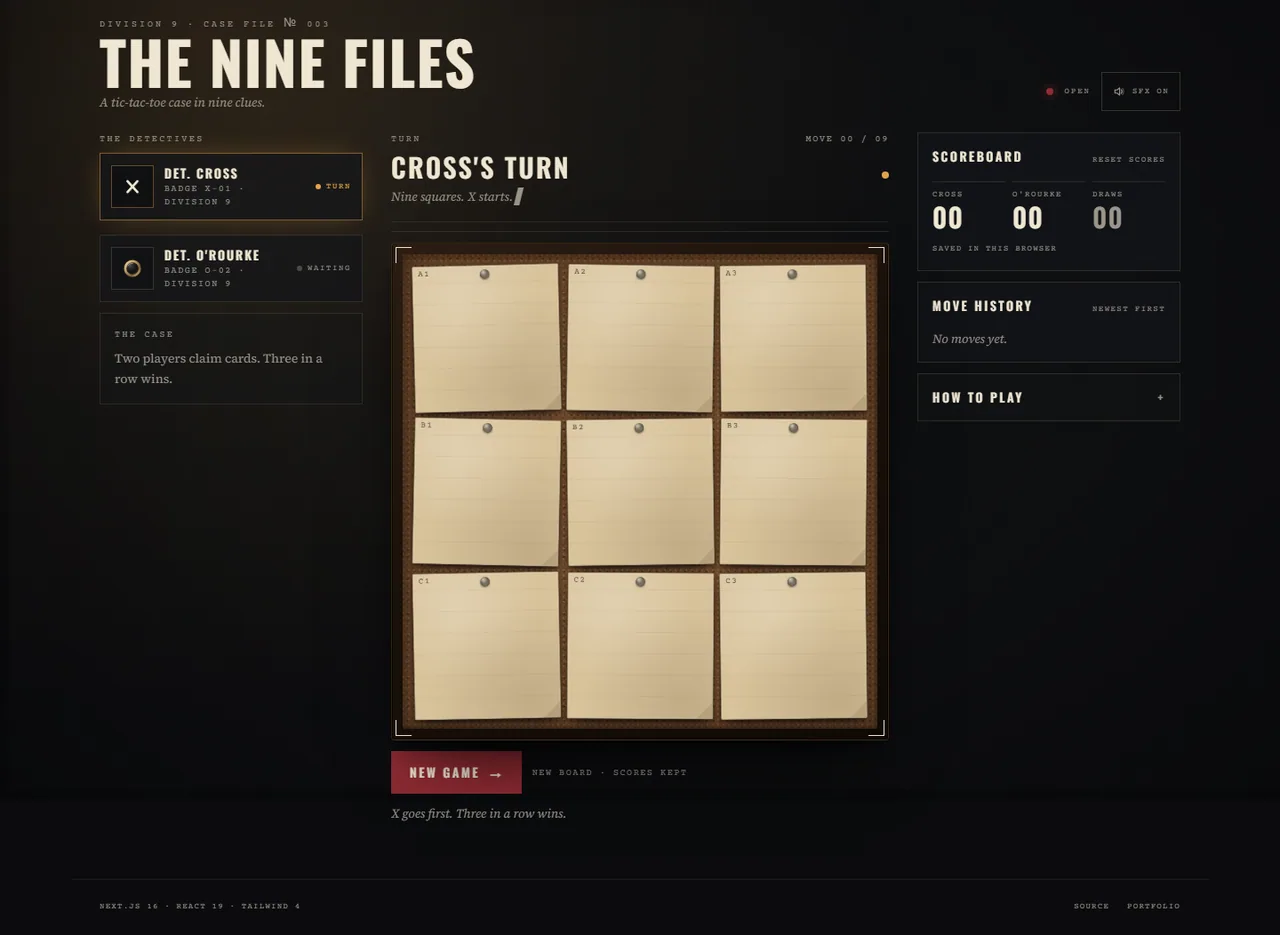 DIVISION 9 · CASE FILE № 003
THE NINE FILES
A tic-tac-toe case in nine clues.
OPEN
SFX ON
THE DETECTIVES
DET. CROSS
BADGE X-01 ·
DIVISION 9
TURN
DET. O'ROURKE
BADGE O-02 ·
DIVISION 9
WAITING
THE CASE
Two players claim cards. Three in a
row wins.
TURN
MOVE 00 / 09
CROSS'S TURN
Nine squares. X starts.
A1
A2
A3
B1
B2
B3
C1
C2
C3
NEW GAME →
NEW BOARD · SCORES KEPT
X goes first. Three in a row wins.
SCOREBOARD
RESET SCORES
CROSS
O'ROURKE
DRAWS
00
00
00
SAVED IN THIS BROWSER
MOVE HISTORY
NEWEST FIRST
No moves yet.
HOW TO PLAY
+
NEXT.JS 16 · REACT 19 · TAILWIND 4
SOURCE
PORTFOLIO